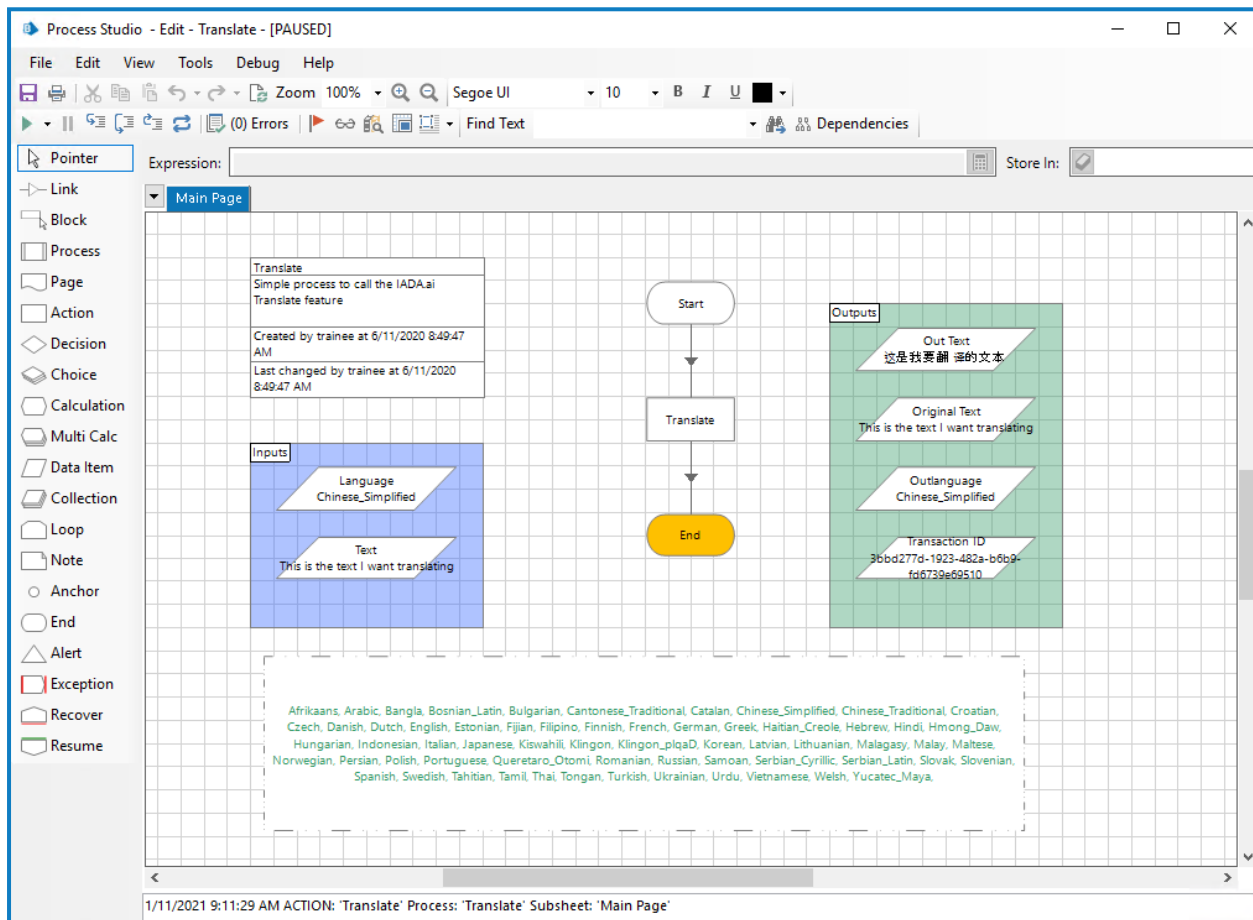 Process Studio - Edit - Translate - [PAUSED]
File Edit View Tools Debug Help
Zoom 100% Segoe UI 10 B I U
(0) Errors Find Text Dependencies
Expression: Store In:
Pointer
Link
Block
Process
Page
Action
Decision
Choice
Calculation
Multi Calc
Data Item
Collection
Loop
Note
Anchor
End
Alert
Exception
Recover
Resume
Main Page
Translate
Simple process to call the IADA.ai
Translate feature
Created by trainee at 6/11/2020 8:49:47
AM
Last changed by trainee at 6/11/2020
8:49:47 AM
Inputs
Language
Chinese_Simplified
Text
This is the text I want translating
Start
Translate
End
Outputs
Out Text
这是我要翻 译的文本
Original Text
This is the text I want translating
Outlanguage
Chinese_Simplified
Transaction ID
3bbd277d-1923-482a-b6b9-
fd6739e69510
Afrikaans, Arabic, Bangla, Bosnian_Latin, Bulgarian, Cantonese_Traditional, Catalan, Chinese_Simplified, Chinese_Traditional, Croatian,
Czech, Danish, Dutch, English, Estonian, Fijian, Filipino, Finnish, French, German, Greek, Haitian_Creole, Hebrew, Hindi, Hmong_Daw,
Hungarian, Indonesian, Italian, Japanese, Kiswahili, Klingon, Klingon_plqaD, Korean, Latvian, Lithuanian, Malagasy, Malay, Maltese,
Norwegian, Persian, Polish, Portuguese, Queretaro_Otomi, Romanian, Russian, Samoan, Serbian_Cyrillic, Serbian_Latin, Slovak, Slovenian,
Spanish, Swedish, Tahitian, Tamil, Thai, Tongan, Turkish, Ukrainian, Urdu, Vietnamese, Welsh, Yucatec_Maya,
1/11/2021 9:11:29 AM ACTION: 'Translate' Process: 'Translate' Subsheet: 'Main Page'